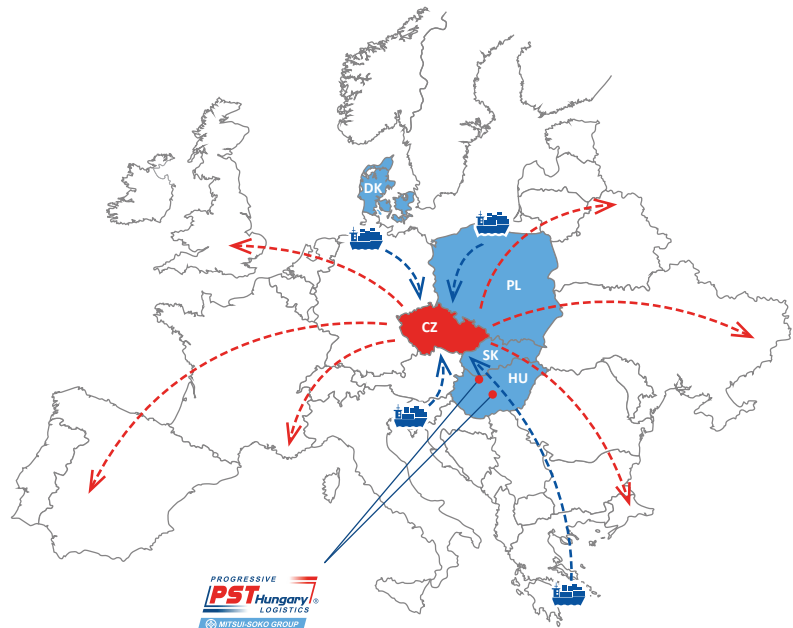 DK
PL
CZ
SK
HU
PROGRESSIVE
PST Hungary®
LOGISTICS
MITSUI-SOKO GROUP